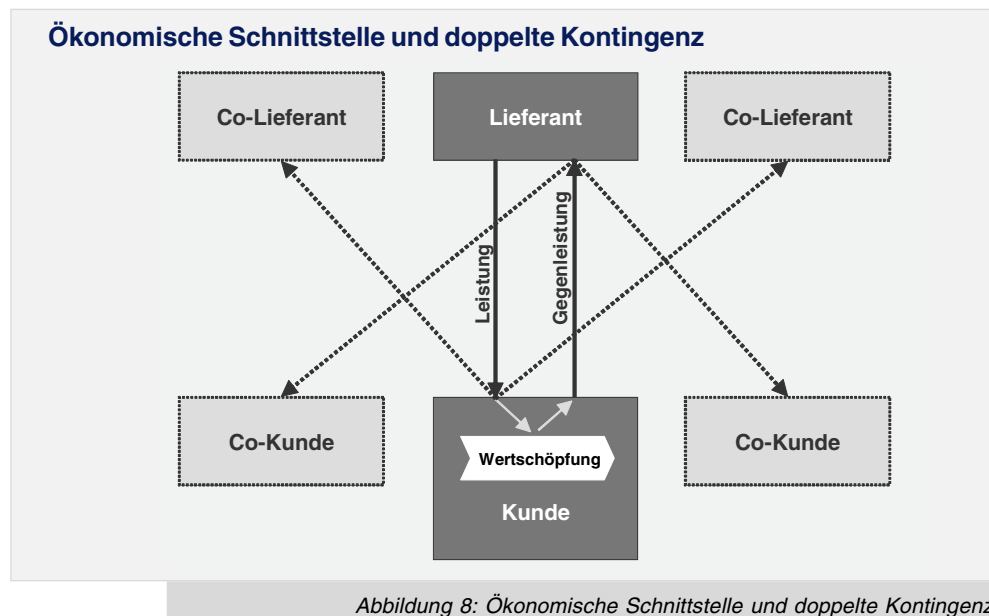 Ökonomische Schnittstelle und doppelte Kontingenz
Co-Lieferant
Lieferant
Co-Lieferant
Leistung
Gegenleistung
Co-Kunde
Wertschöpfung
Kunde
Co-Kunde
Abbildung 8: Ökonomische Schnittstelle und doppelte Kontingenz